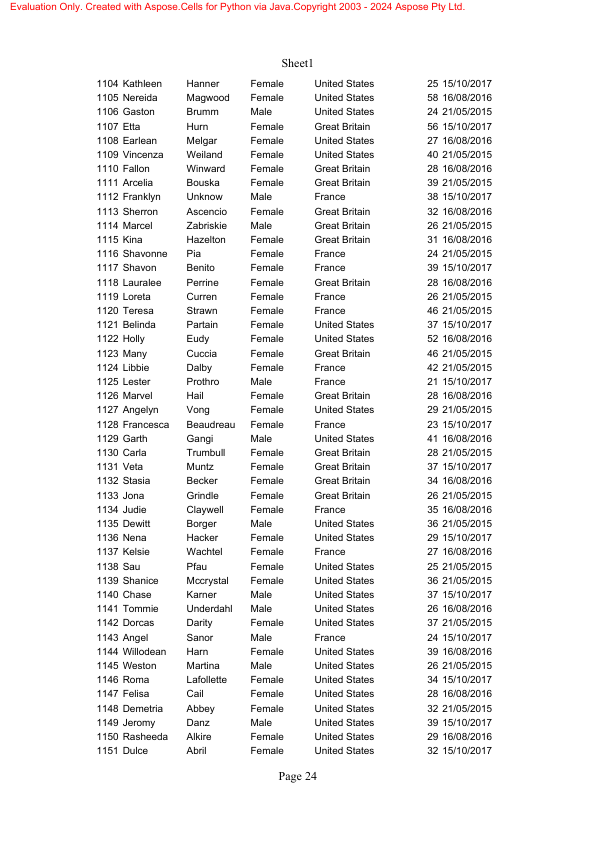 Evaluation Only. Created with Aspose.Cells for Python via Java.Copyright 2003 - 2024 Aspose Pty Ltd.
Sheet1
1104 Kathleen Hanner Female United States 25 15/10/2017
1105 Nereida Magwood Female United States 58 16/08/2016
1106 Gaston Brumm Male United States 24 21/05/2015
1107 Etta Hurn Female Great Britain 56 15/10/2017
1108 Earlean Melgar Female United States 27 16/08/2016
1109 Vincenza Weiland Female United States 40 21/05/2015
1110 Fallon Winward Female Great Britain 28 16/08/2016
1111 Arcelia Bouska Female Great Britain 39 21/05/2015
1112 Franklyn Unknow Male France 38 15/10/2017
1113 Sherron Ascencio Female Great Britain 32 16/08/2016
1114 Marcel Zabriskie Male Great Britain 26 21/05/2015
1115 Kina Hazelton Female Great Britain 31 16/08/2016
1116 Shavonne Pia Female France 24 21/05/2015
1117 Shavon Benito Female France 39 15/10/2017
1118 Lauralee Perrine Female Great Britain 28 16/08/2016
1119 Loreta Curren Female France 26 21/05/2015
1120 Teresa Strawn Female France 46 21/05/2015
1121 Belinda Partain Female United States 37 15/10/2017
1122 Holly Eudy Female United States 52 16/08/2016
1123 Many Cuccia Female Great Britain 46 21/05/2015
1124 Libbie Dalby Female France 42 21/05/2015
1125 Lester Prothro Male France 21 15/10/2017
1126 Marvel Hail Female Great Britain 28 16/08/2016
1127 Angelyn Vong Female United States 29 21/05/2015
1128 Francesca Beaudreau Female France 23 15/10/2017
1129 Garth Gangi Male United States 41 16/08/2016
1130 Carla Trumbull Female Great Britain 28 21/05/2015
1131 Veta Muntz Female Great Britain 37 15/10/2017
1132 Stasia Becker Female Great Britain 34 16/08/2016
1133 Jona Grindle Female Great Britain 26 21/05/2015
1134 Judie Claywell Female France 35 16/08/2016
1135 Dewitt Borger Male United States 36 21/05/2015
1136 Nena Hacker Female United States 29 15/10/2017
1137 Kelsie Wachtel Female France 27 16/08/2016
1138 Sau Pfau Female United States 25 21/05/2015
1139 Shanice Mccrystal Female United States 36 21/05/2015
1140 Chase Karner Male United States 37 15/10/2017
1141 Tommie Underdahl Male United States 26 16/08/2016
1142 Dorcas Darity Female United States 37 21/05/2015
1143 Angel Sanor Male France 24 15/10/2017
1144 Willodean Harn Female United States 39 16/08/2016
1145 Weston Martina Male United States 26 21/05/2015
1146 Roma Lafollette Female United States 34 15/10/2017
1147 Felisa Cail Female United States 28 16/08/2016
1148 Demetria Abbey Female United States 32 21/05/2015
1149 Jeromy Danz Male United States 39 15/10/2017
1150 Rasheeda Alkire Female United States 29 16/08/2016
1151 Dulce Abril Female United States 32 15/10/2017
Page 24